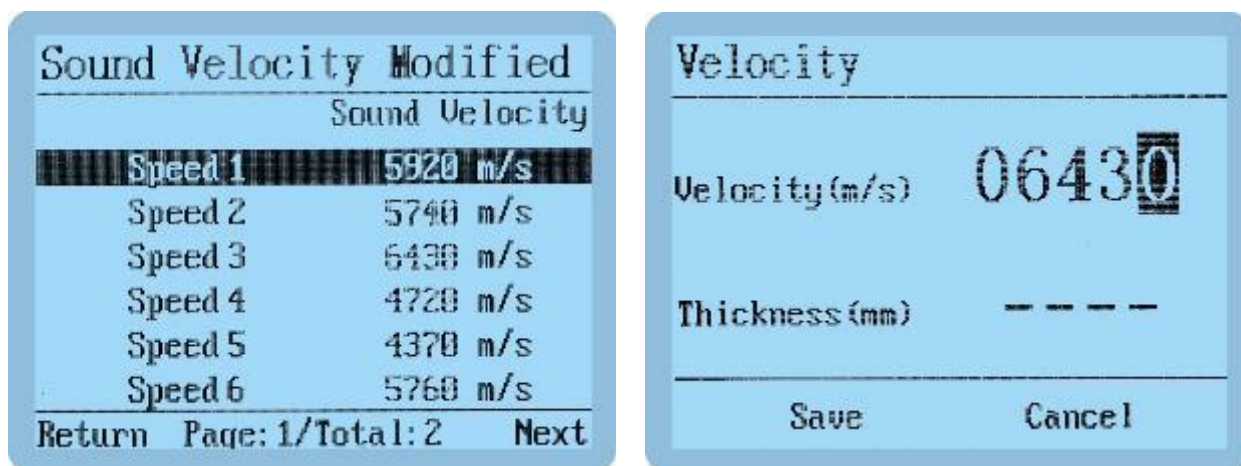 Sound Velocity Modified
Sound Velocity
Speed 1 5920 m/s
Speed 2 5740 m/s
Speed 3 6430 m/s
Speed 4 4720 m/s
Speed 5 4370 m/s
Speed 6 5760 m/s
Return Page: 1/Total: 2 Next
Velocity
Velocity(m/s) 06430
Thickness(mm) ----
Save Cancel